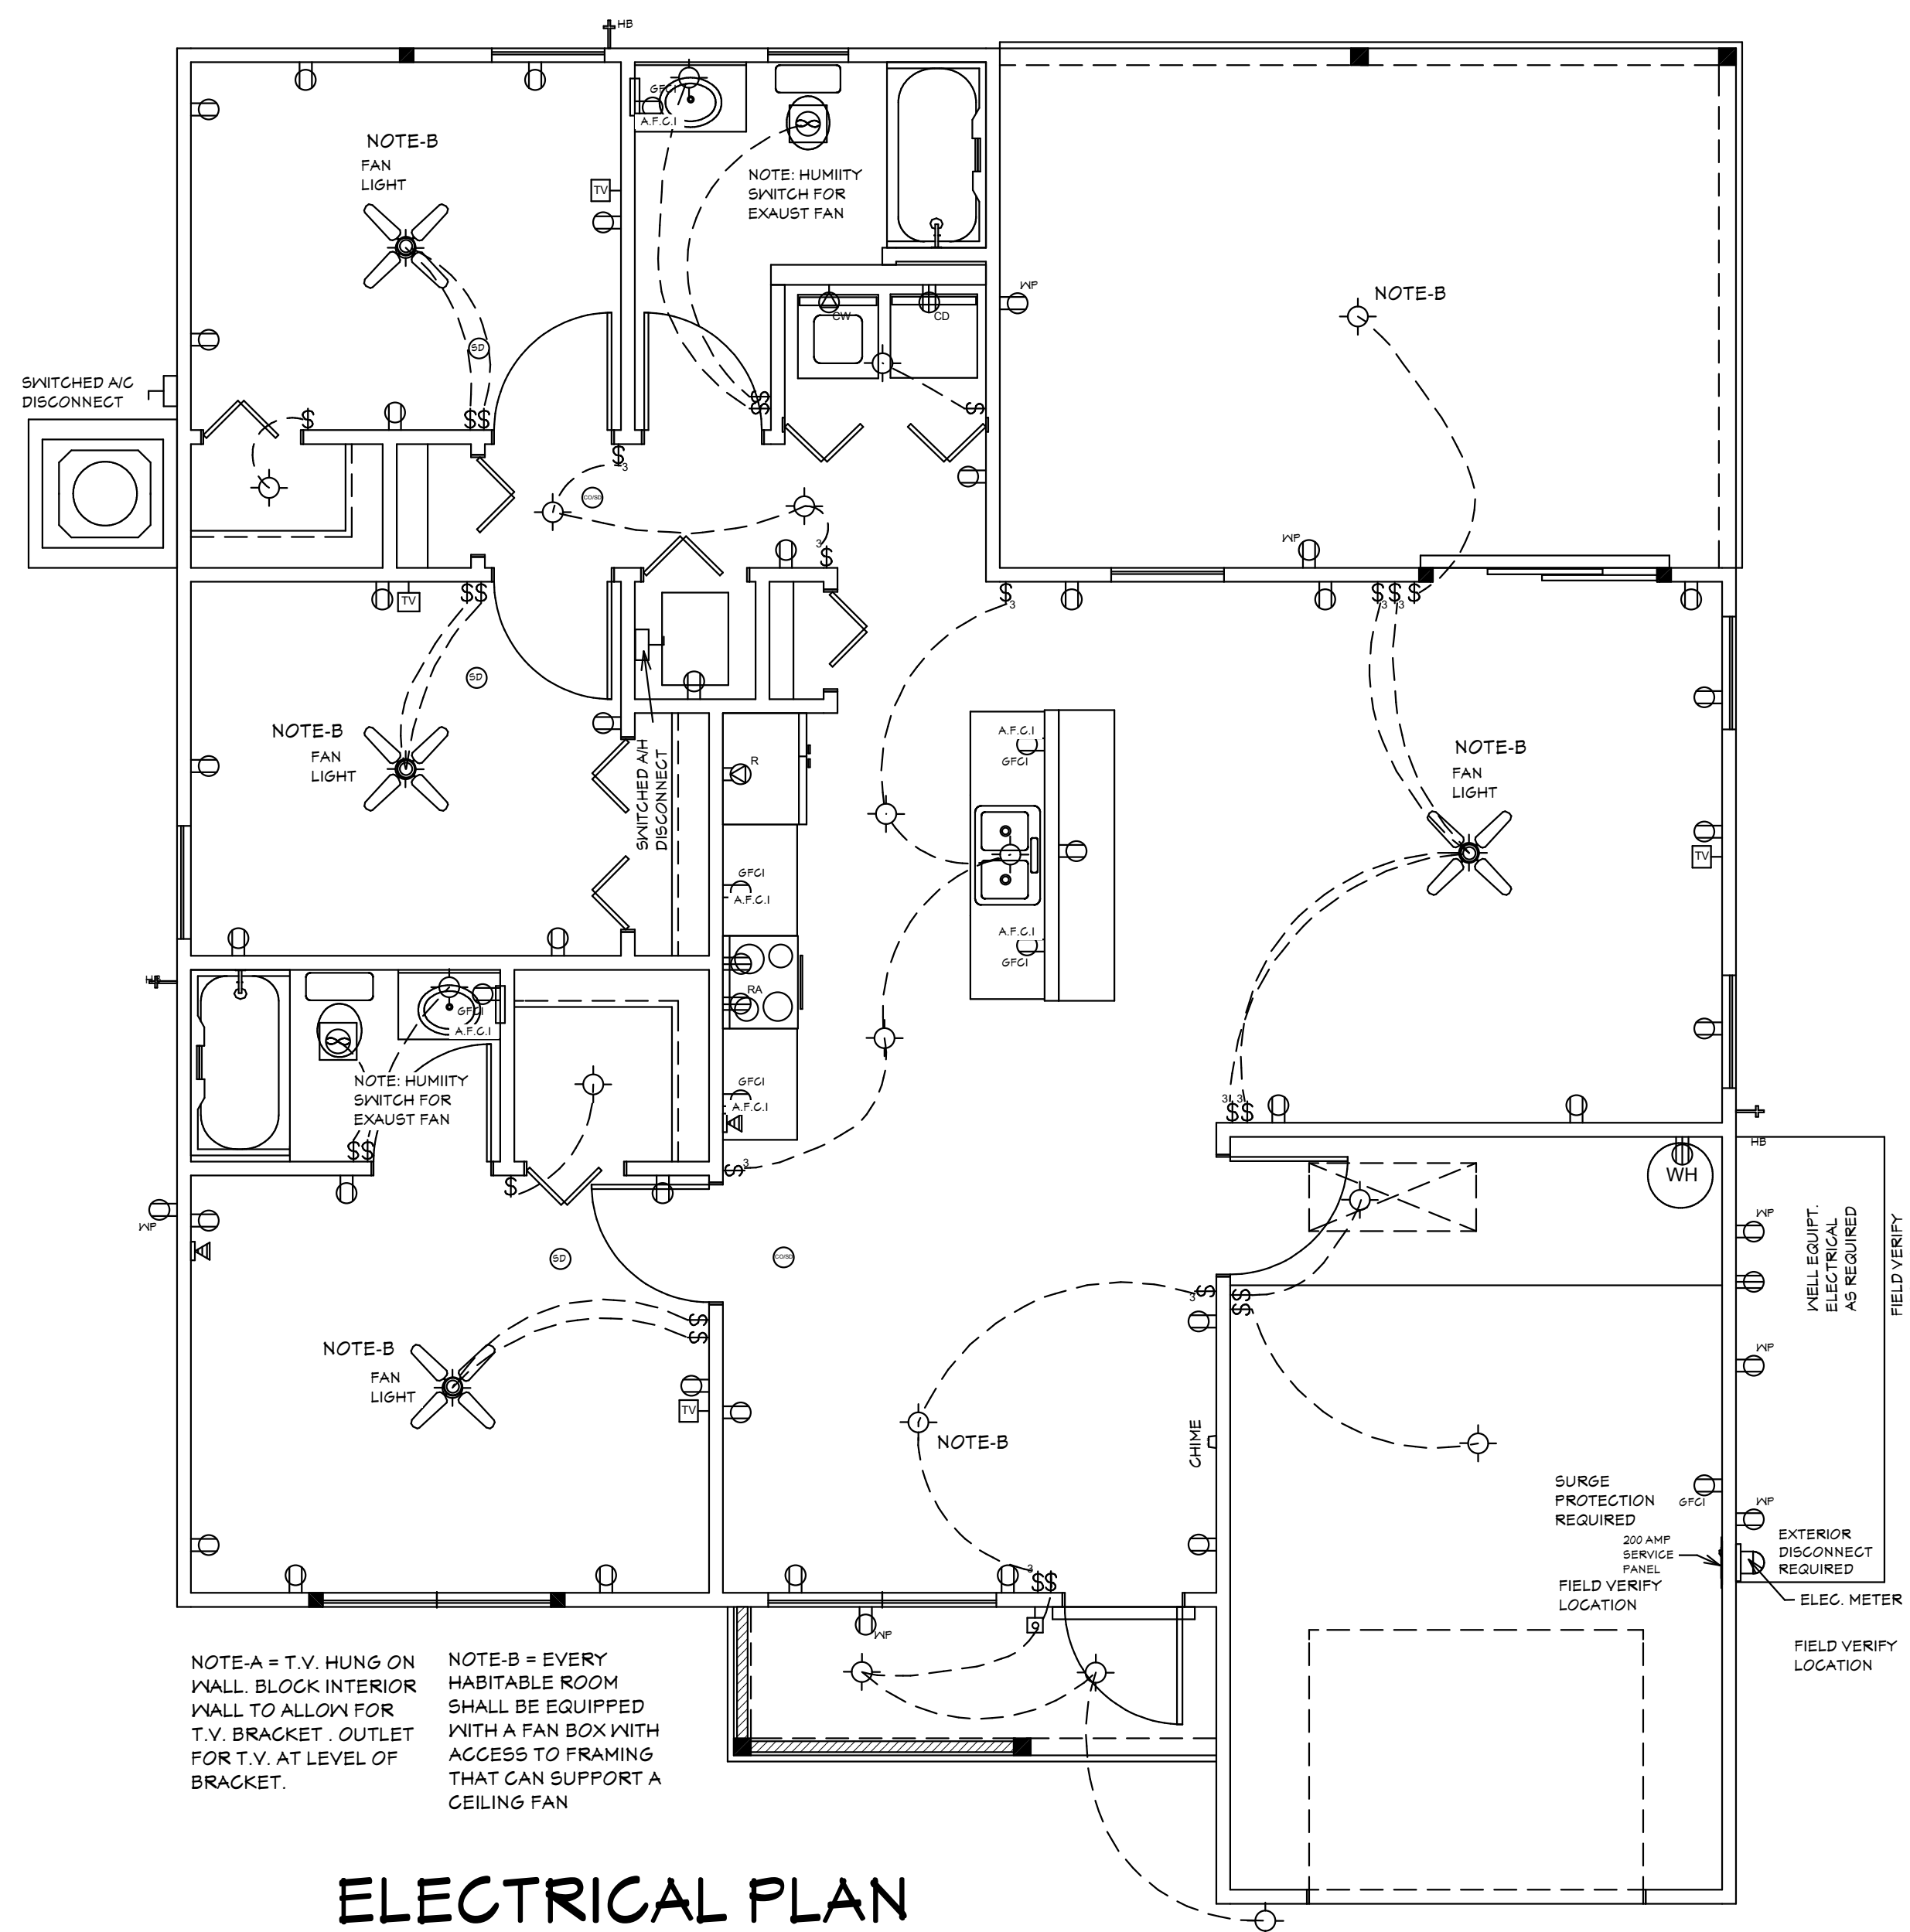 HB
GFCI
A.F.C.I
NOTE-B
FAN
LIGHT
TV
NOTE: HUMIITY
SWITCH FOR
EXAUST FAN
WP
NOTE-B
CW
CD
SD
SWITCHED A/C
DISCONNECT
$
$$
$$
$
$
3
CO/SD
3
$
WP
TV
$$
$
3
$
3
$
3
$
SD
NOTE-B
FAN
LIGHT
SWITCHED A/H
DISCONNECT
R
A.F.C.I
GFCI
NOTE-B
FAN
LIGHT
TV
GFCI
A.F.C.I
A.F.C.I
GFCI
RA
HB
GFCI
A.F.C.I
NOTE: HUMIITY
SWITCH FOR
EXAUST FAN
$$
GFCI
A.F.C.I
3
3
$$
HB
$
3
$
WH
WP
SD
CO/SD
WP
WELL EQUIPT.
ELECTRICAL
AS REQUIRED
FIELD VERIFY
3
$
$$
$$
NOTE-B
FAN
LIGHT
TV
WP
NOTE-B
CHIME
SURGE
PROTECTION
REQUIRED
GFCI
WP
200 AMP
SERVICE
PANEL
EXTERIOR
DISCONNECT
REQUIRED
FIELD VERIFY
LOCATION
ELEC. METER
3
$$
WP
FIELD VERIFY
LOCATION
NOTE-A = T.V. HUNG ON
WALL. BLOCK INTERIOR
WALL TO ALLOW FOR
T.V. BRACKET . OUTLET
FOR T.V. AT LEVEL OF
BRACKET.
NOTE-B = EVERY
HABITABLE ROOM
SHALL BE EQUIPPED
WITH A FAN BOX WITH
ACCESS TO FRAMING
THAT CAN SUPPORT A
CEILING FAN
ELECTRICAL PLAN